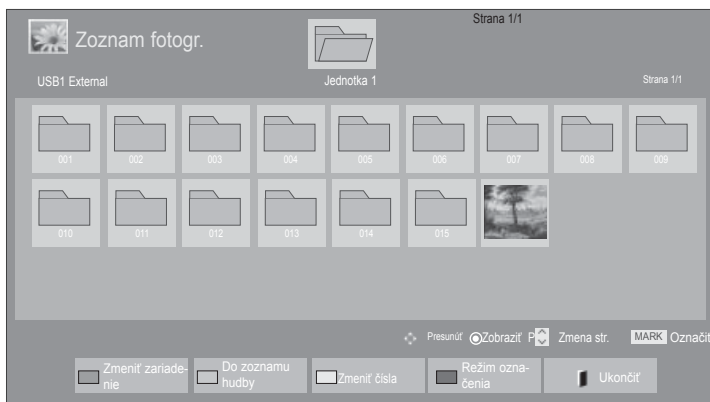 Strana 1/1
Zoznam fotogr.
USB1 External
Jednotka 1
Strana 1/1
001 002 003 004 005 006 007 008 009
010 011 012 013 014 015
Presunúť Zobraziť P Zmena str. MARK Označiť
Zmeniť zariade-
nie
Do zoznamu
hudby
Zmeniť čísla
Režim ozna-
čenia
Ukončiť